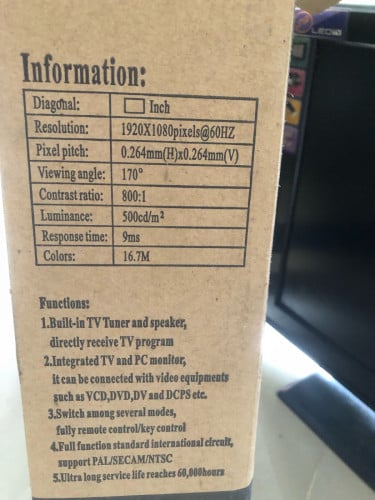 Information:
Diagonal: Inch
Resolution: 1920X1080pixels@60HZ
Pixel pitch: 0.264mm(H)x0.264mm(V)
Viewing angle: 170°
Contrast ratio: 800:1
Luminance: 500cd/m²
Response time: 9ms
Colors: 16.7M
Functions:
1.Built-in TV Tuner and speaker,
directly receive TV program
2.Integrated TV and PC monitor,
it can be connected with video equipments
such as VCD,DVD,DV and DCPS etc.
3.Switch among several modes,
fully remote control/key control
4.Full function standard international circuit,
support PAL/SECAM/NTSC
5.Ultra long service life reaches 60,000hours
LED